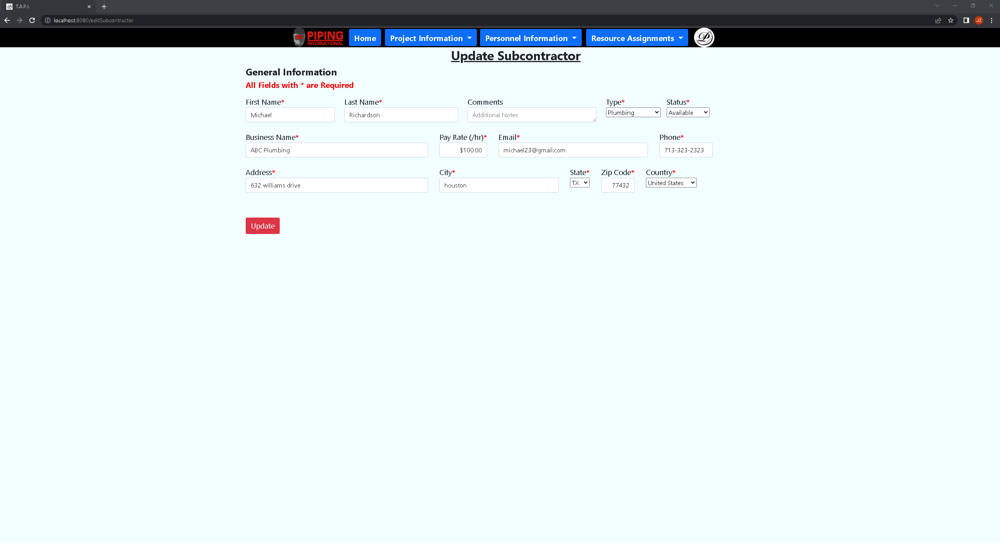 T.A.P.I.
localhost:8080/editSubcontractor
JZ
PIPING
INTERNATIONAL
Home Project Information Personnel Information Resource Assignments
Update Subcontractor
General Information
All Fields with * are Required
First Name* Last Name* Comments Type* Status*
Michael Richardson Additional Notes Plumbing Available
Business Name* Pay Rate (/hr)* Email* Phone*
ABC Plumbing $100.00 michael23@gmail.com 713-323-2323
Address* City* State* Zip Code* Country*
632 williams drive houston TX 77432 United States
Update